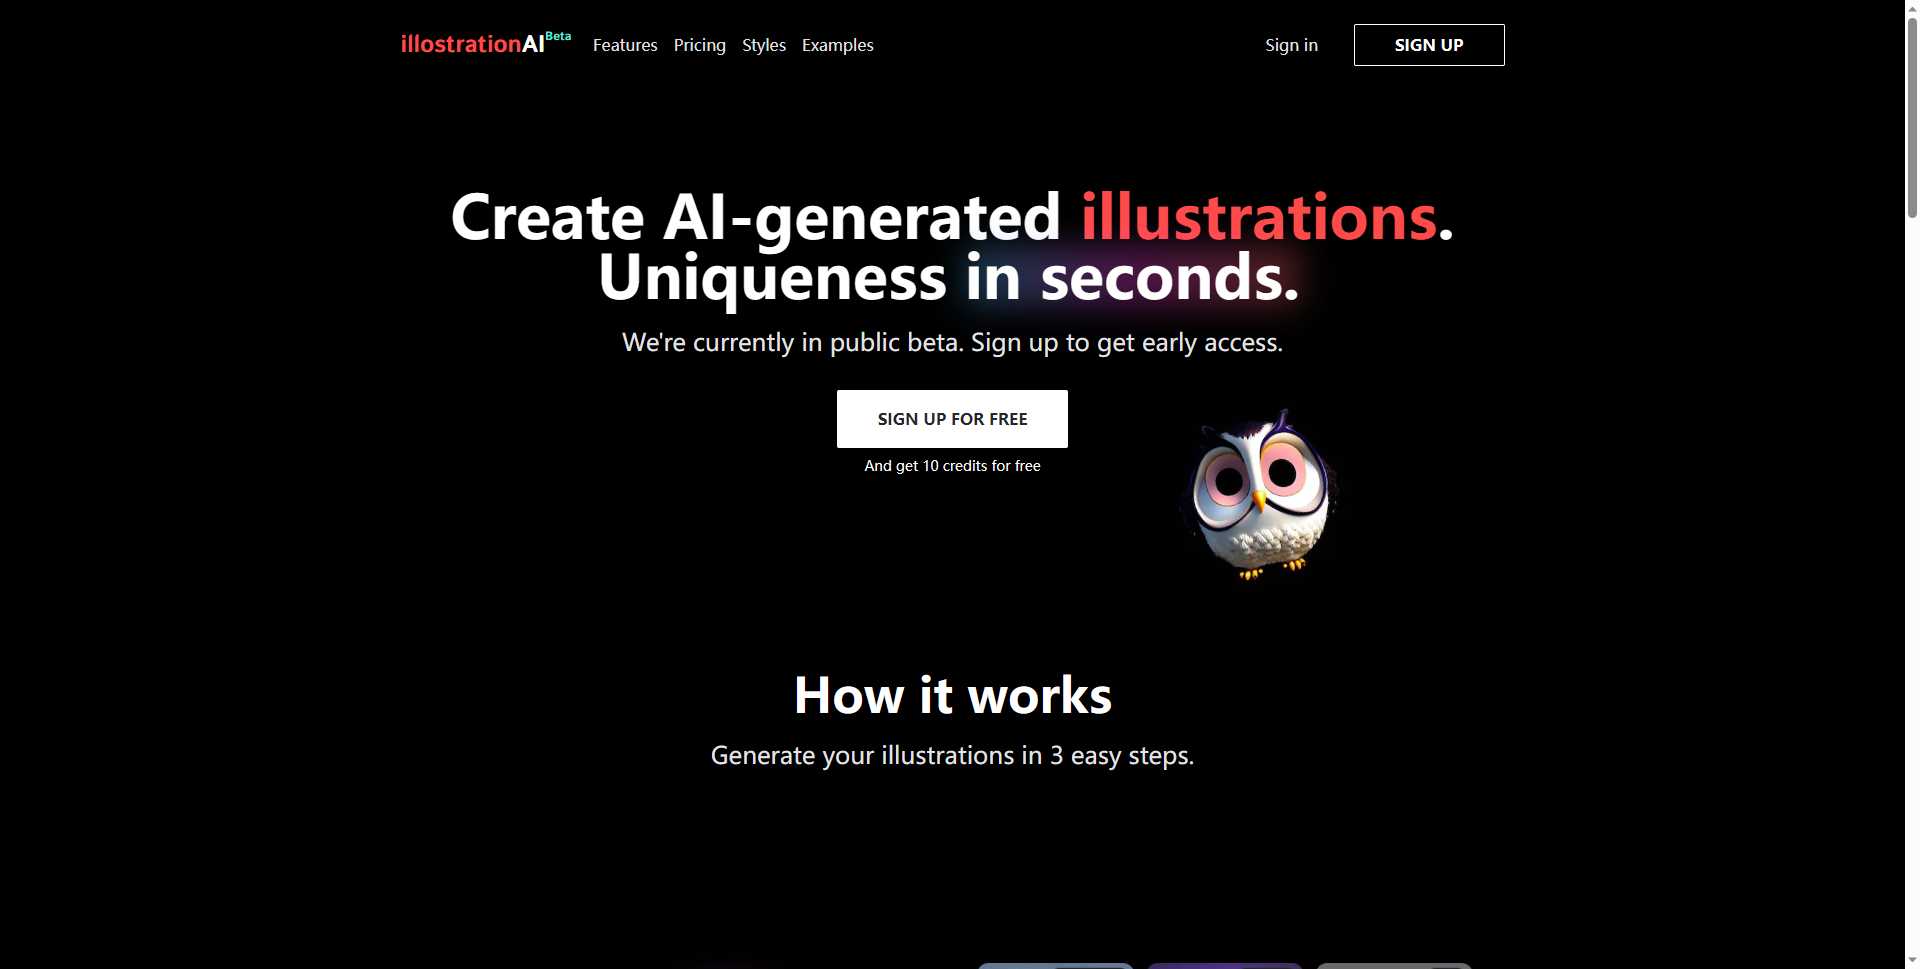 illostrationAI Beta
Features Pricing Styles Examples
Sign in
SIGN UP
Create AI-generated illustrations.
Uniqueness in seconds.
We're currently in public beta. Sign up to get early access.
SIGN UP FOR FREE
And get 10 credits for free
How it works
Generate your illustrations in 3 easy steps.